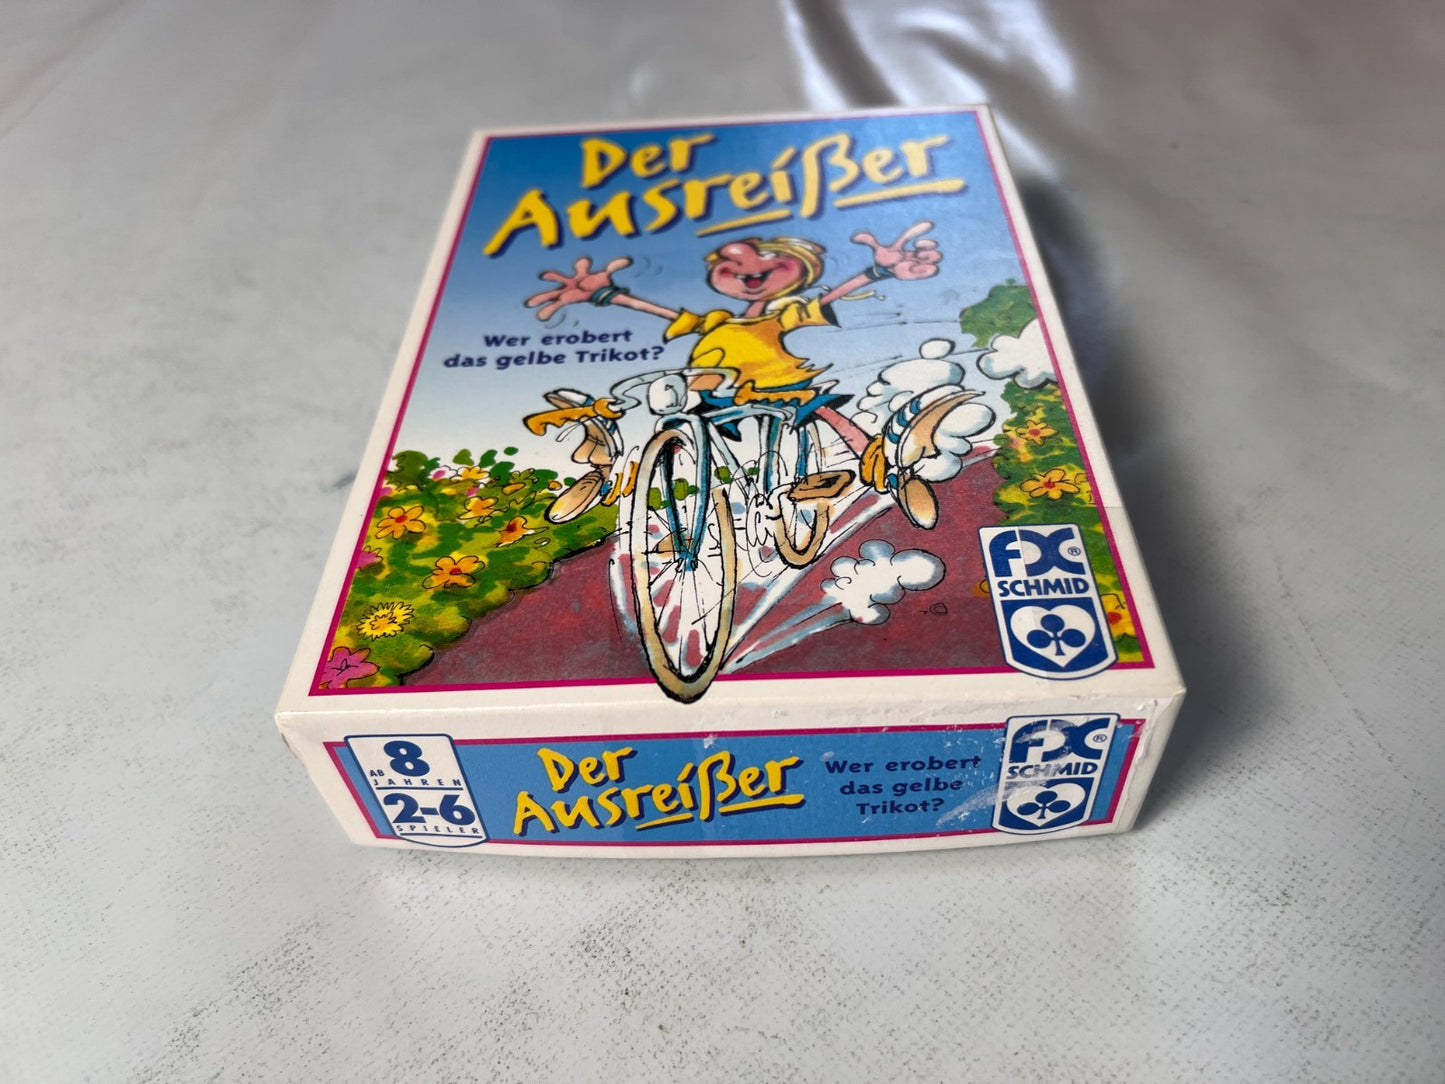 Der
Ausreißer
Wer erobert
das gelbe Trikot?
FX®
SCHMID
AB 8
JAHREN
2-6
SPIELER
Der
Ausreißer
Wer erobert
das gelbe
Trikot?
FX®
SCHMID